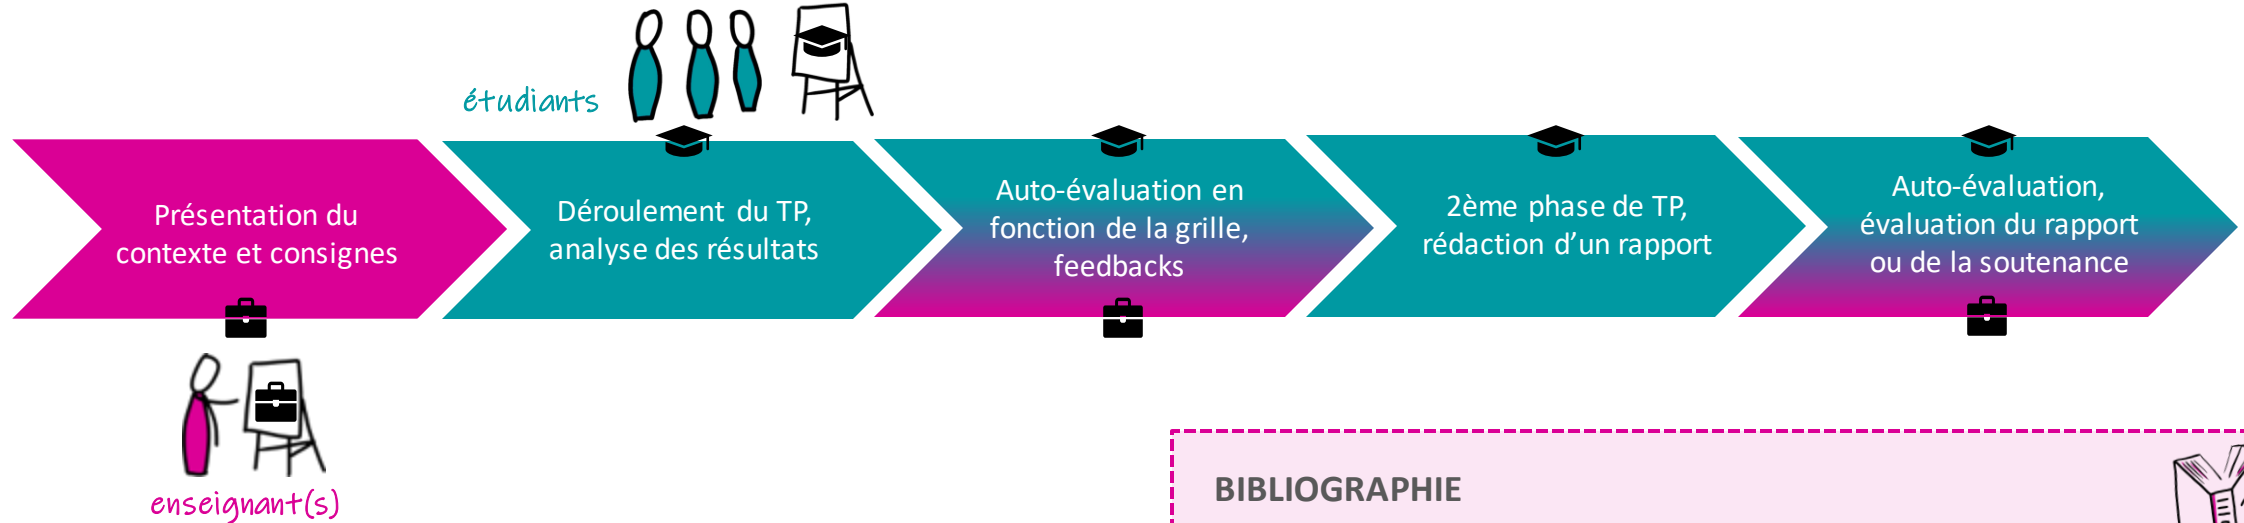 étudiants
Présentation du
contexte et consignes
Déroulement du TP,
analyse des résultats
Auto-évaluation en
fonction de la grille,
feedbacks
2ème phase de TP,
rédaction d’un rapport
Auto-évaluation,
évaluation du rapport
ou de la soutenance
enseignant(s)
BIBLIOGRAPHIE